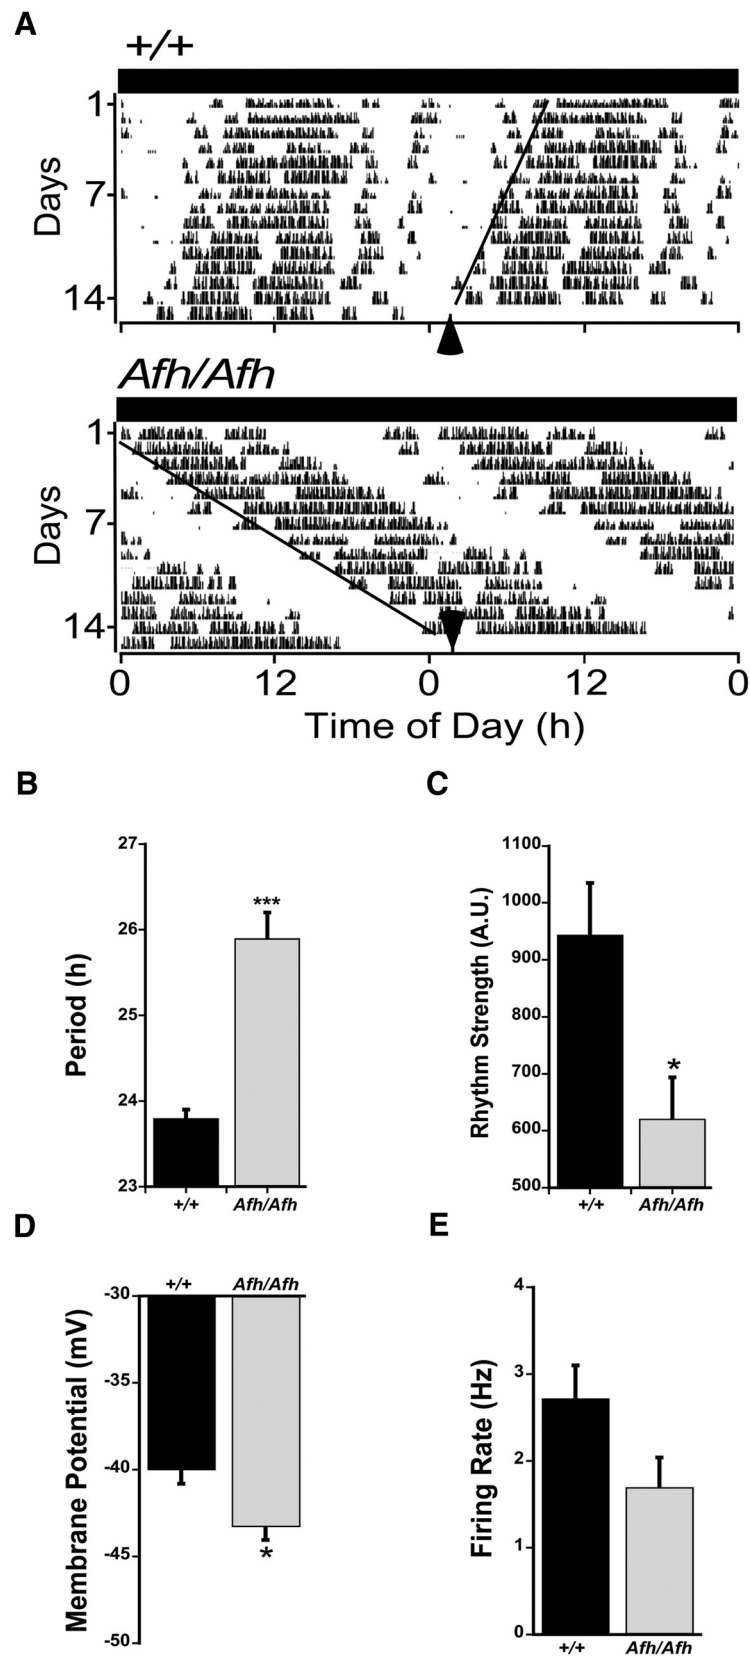 A
+/+
1
7
14
Days
Afh/Afh
1
7
14
Days
0 12 0 12 0
Time of Day (h)
B
27
26
25
24
23
Period (h)
***
+/+ Afh/Afh
C
1100
1000
900
800
700
600
500
Rhythm Strength (A.U.)
*
+/+ Afh/Afh
D
+/+ Afh/Afh
-30
-35
-40
-45
-50
Membrane Potential (mV)
*
E
4
3
2
1
0
Firing Rate (Hz)
+/+ Afh/Afh